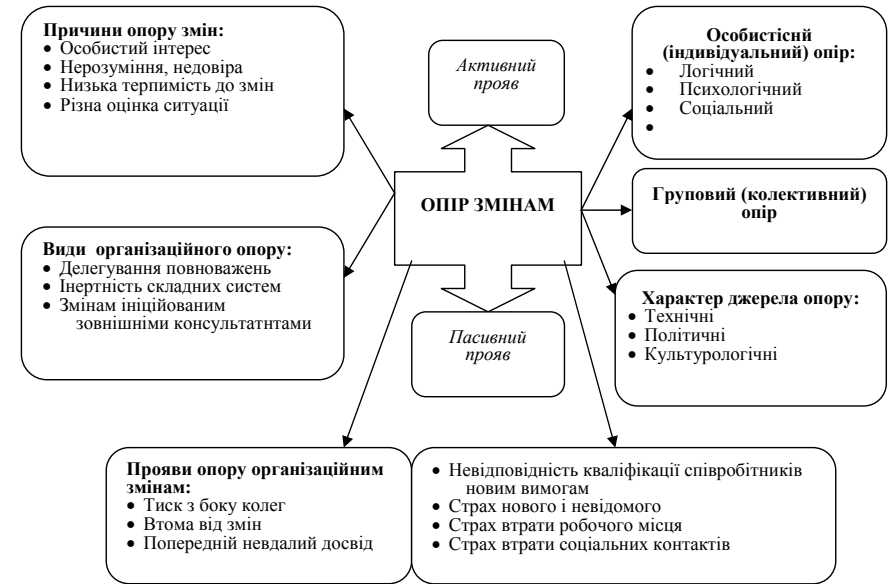 Причини опору змін:
• Особистий інтерес
• Нерозуміння, недовіра
• Низька терпимість до змін
• Різна оцінка ситуації
Активний
прояв
Особистіснй
(індивідуальний) опір:
• Логічний
• Психологічний
• Соціальний
•
ОПІР ЗМІНАМ
Груповий (колективний)
опір
Види організаційного опору:
• Делегування повноважень
• Інертність складних систем
• Змінам ініційованим
зовнішніми консультатнтами
Пасивний
прояв
Характер джерела опору:
• Технічні
• Політичні
• Культурологічні
Прояви опору організаційним
змінам:
• Тиск з боку колег
• Втома від змін
• Попередній невдалий досвід
• Невідповідність кваліфікації співробітників
новим вимогам
• Страх нового і невідомого
• Страх втрати робочого місця
• Страх втрати соціальних контактів